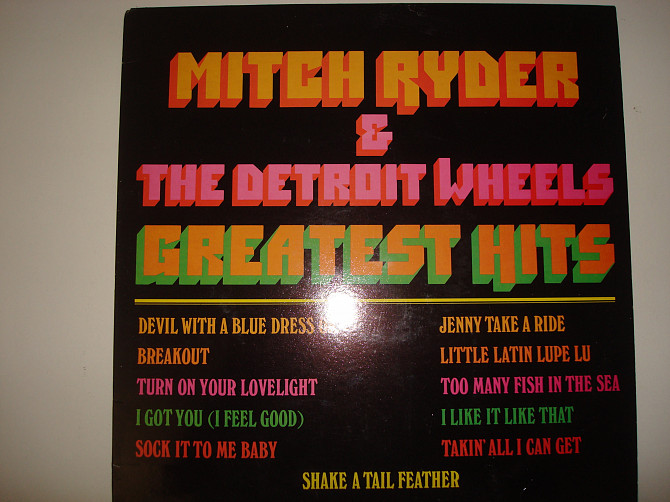 MITCH RYDER
&
THE DETROIT WHEELS
GREATEST HITS
DEVIL WITH A BLUE DRESS
BREAKOUT
TURN ON YOUR LOVELIGHT
I GOT YOU (I FEEL GOOD)
SOCK IT TO ME BABY
JENNY TAKE A RIDE
LITTLE LATIN LUPE LU
TOO MANY FISH IN THE SEA
I LIKE IT LIKE THAT
TAKIN' ALL I CAN GET
SHAKE A TAIL FEATHER